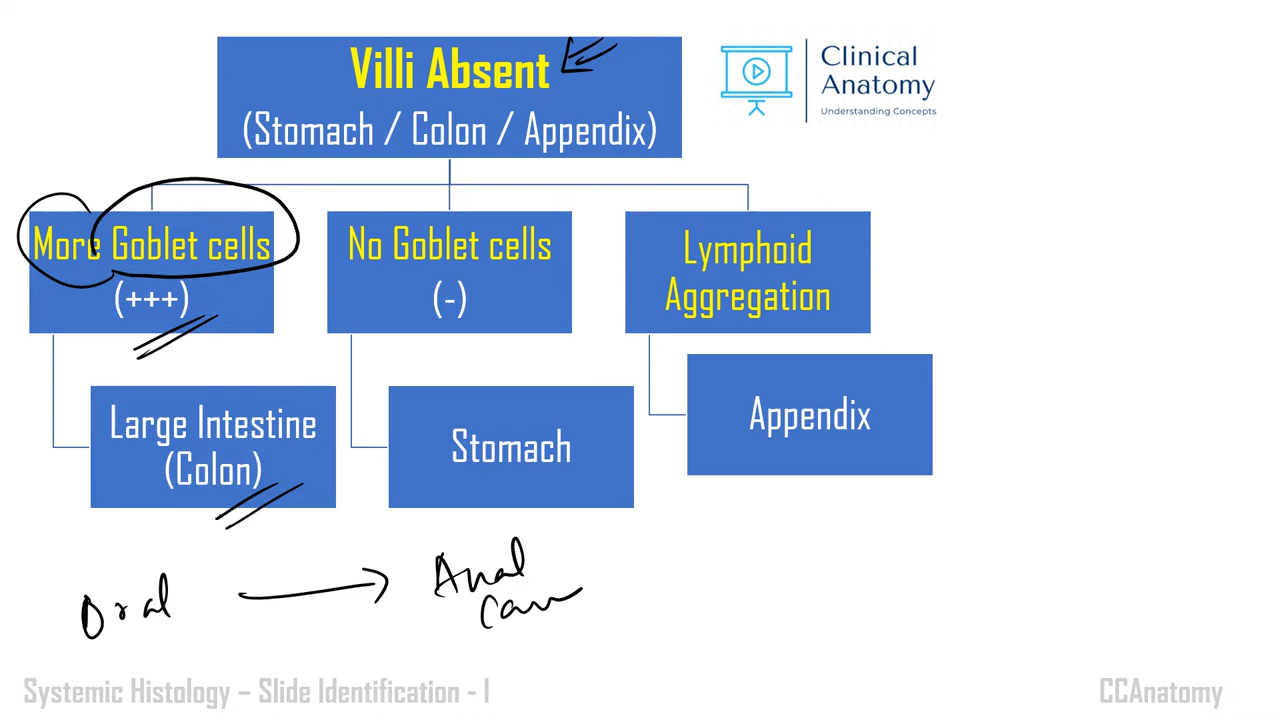 Villi Absent
(Stomach / Colon / Appendix)
Clinical
Anatomy
Understanding Concepts
More Goblet cells
(+++)
No Goblet cells
(-)
Lymphoid
Aggregation
Large Intestine
(Colon)
Stomach
Appendix
Oral
Anal
Systemic Histology – Slide Identification - I
CCAnatomy